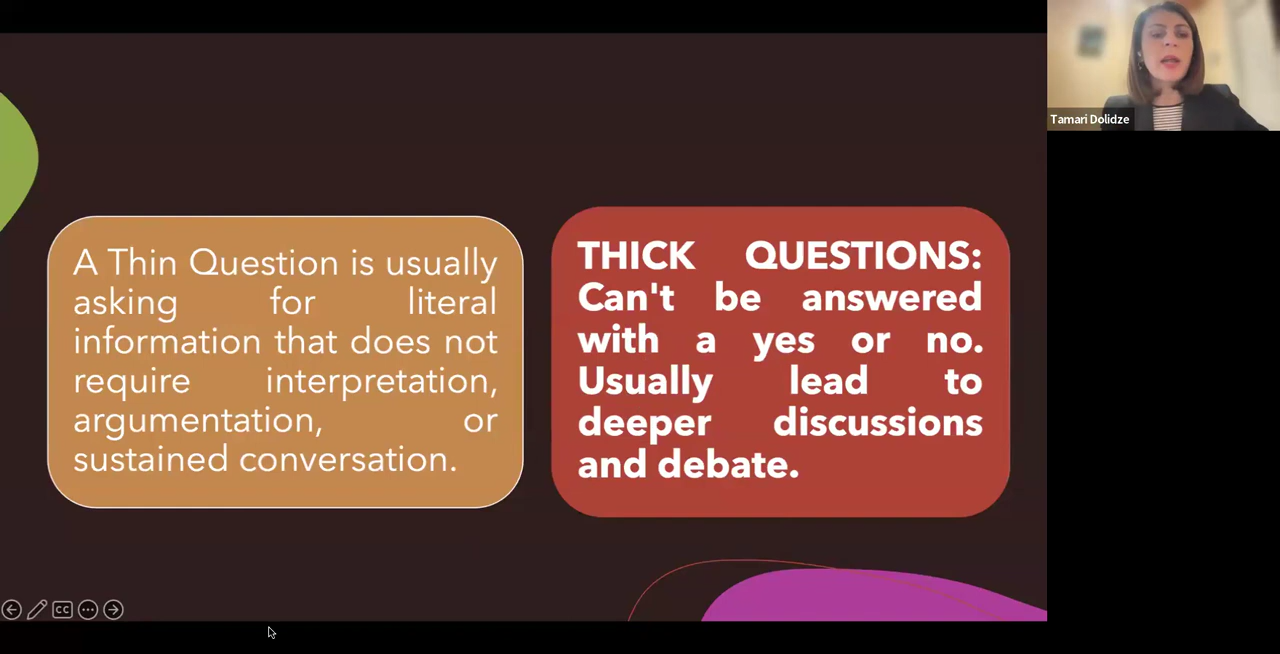 A Thin Question is usually
asking for literal
information that does not
require interpretation,
argumentation, or
sustained conversation.
THICK QUESTIONS:
Can't be answered
with a yes or no.
Usually lead to
deeper discussions
and debate.
Tamari Dolidze
CC